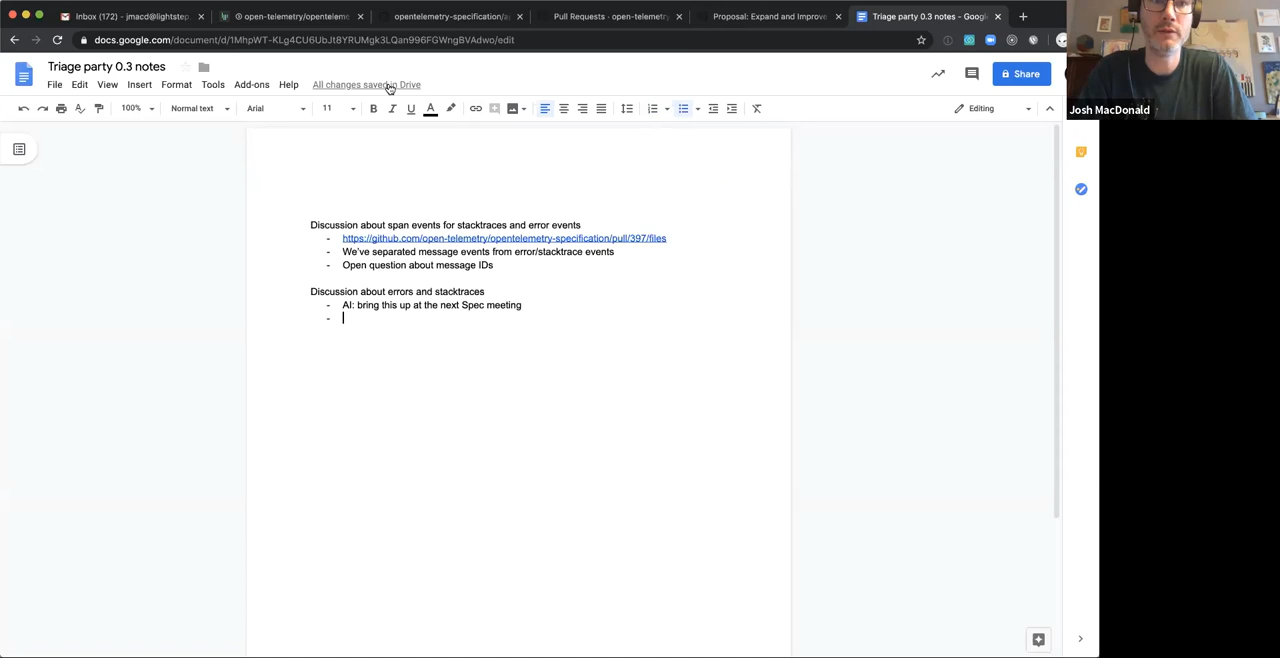 Inbox (172) - jmacd@lightstep
open-telemetry/openteleme
opentelemetry-specification/a
Pull Requests · open-telemetry
Proposal: Expand and Improve
Triage party 0.3 notes - Googl
docs.google.com/document/d/1MhpWT-KLg4CU6UbJt8YRUMgk3LQan996FGWngBVAdwo/edit
Triage party 0.3 notes
File Edit View Insert Format Tools Add-ons Help All changes saved in Drive
Share
100% Normal text Arial 11 B I U A Editing
Josh MacDonald
Discussion about span events for stacktraces and error events
- https://github.com/open-telemetry/opentelemetry-specification/pull/397/files
- We've separated message events from error/stacktrace events
- Open question about message IDs
Discussion about errors and stacktraces
- AI: bring this up at the next Spec meeting
-